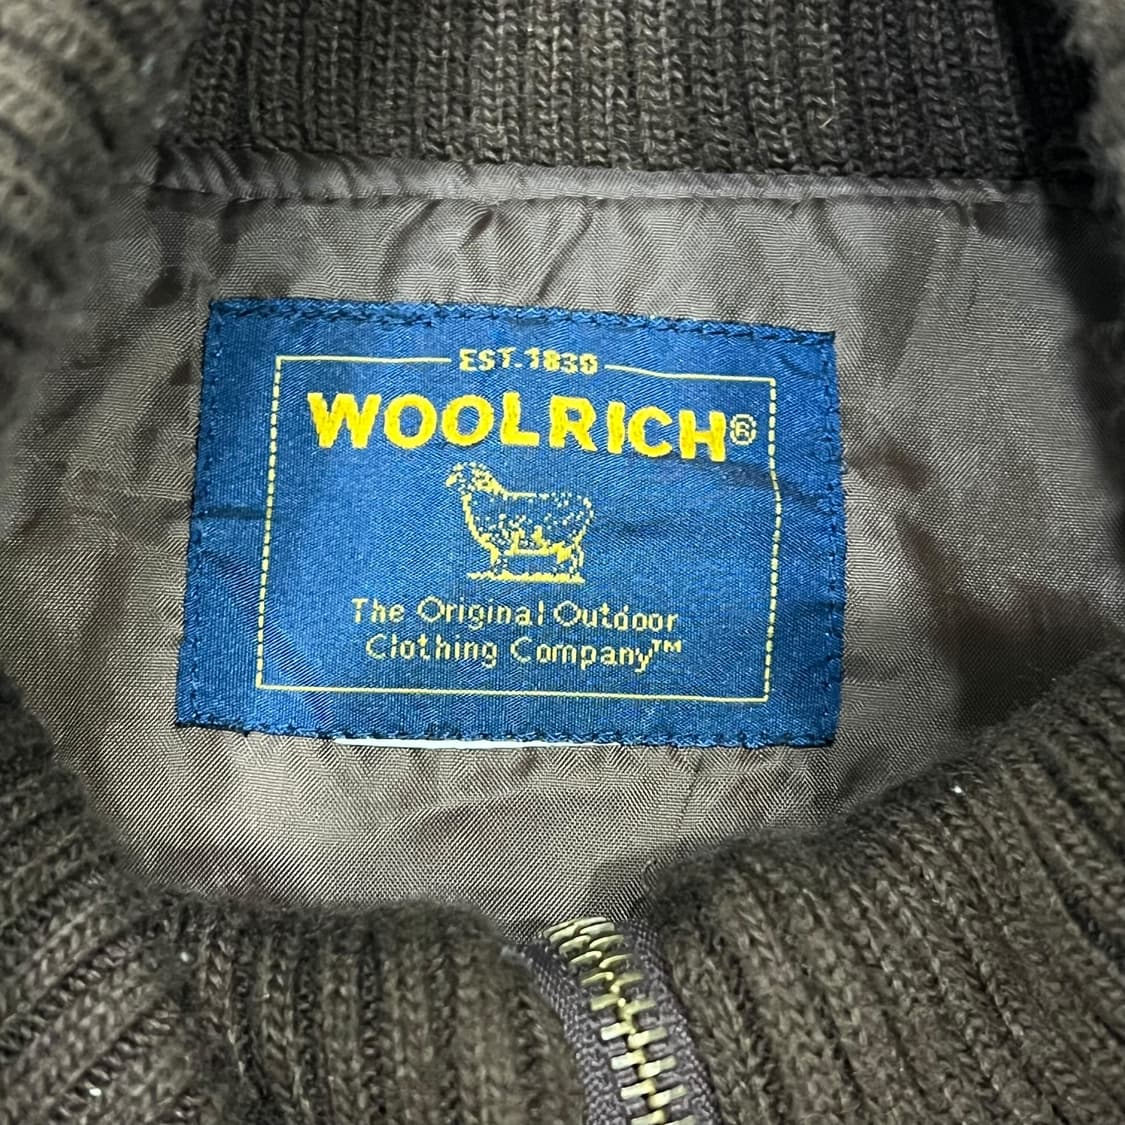 EST. 1830
WOOLRICH®
The Original Outdoor
Clothing Company™